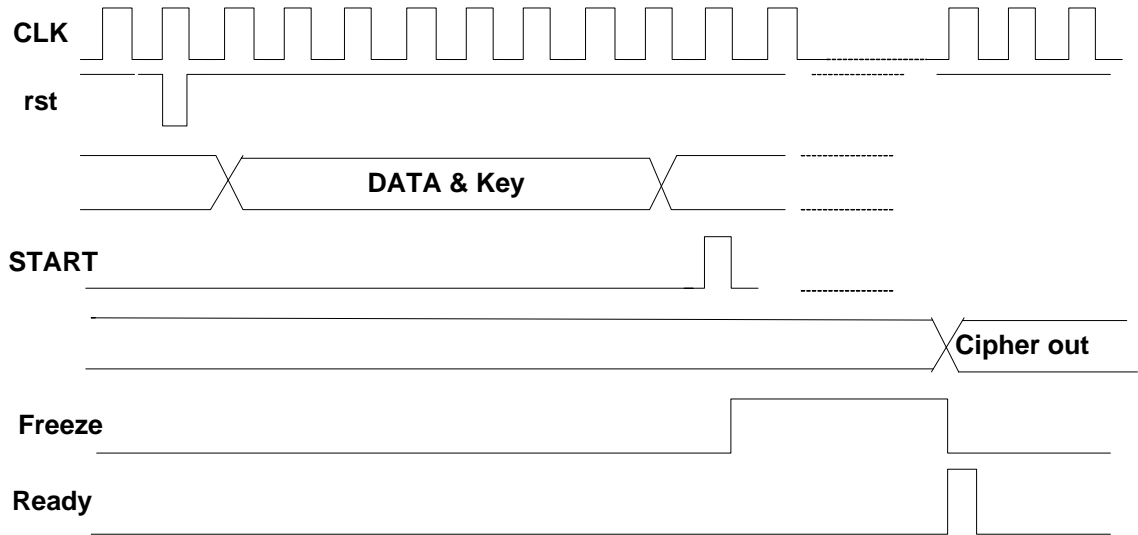 CLK
rst
DATA & Key
START
Cipher out
Freeze
Ready